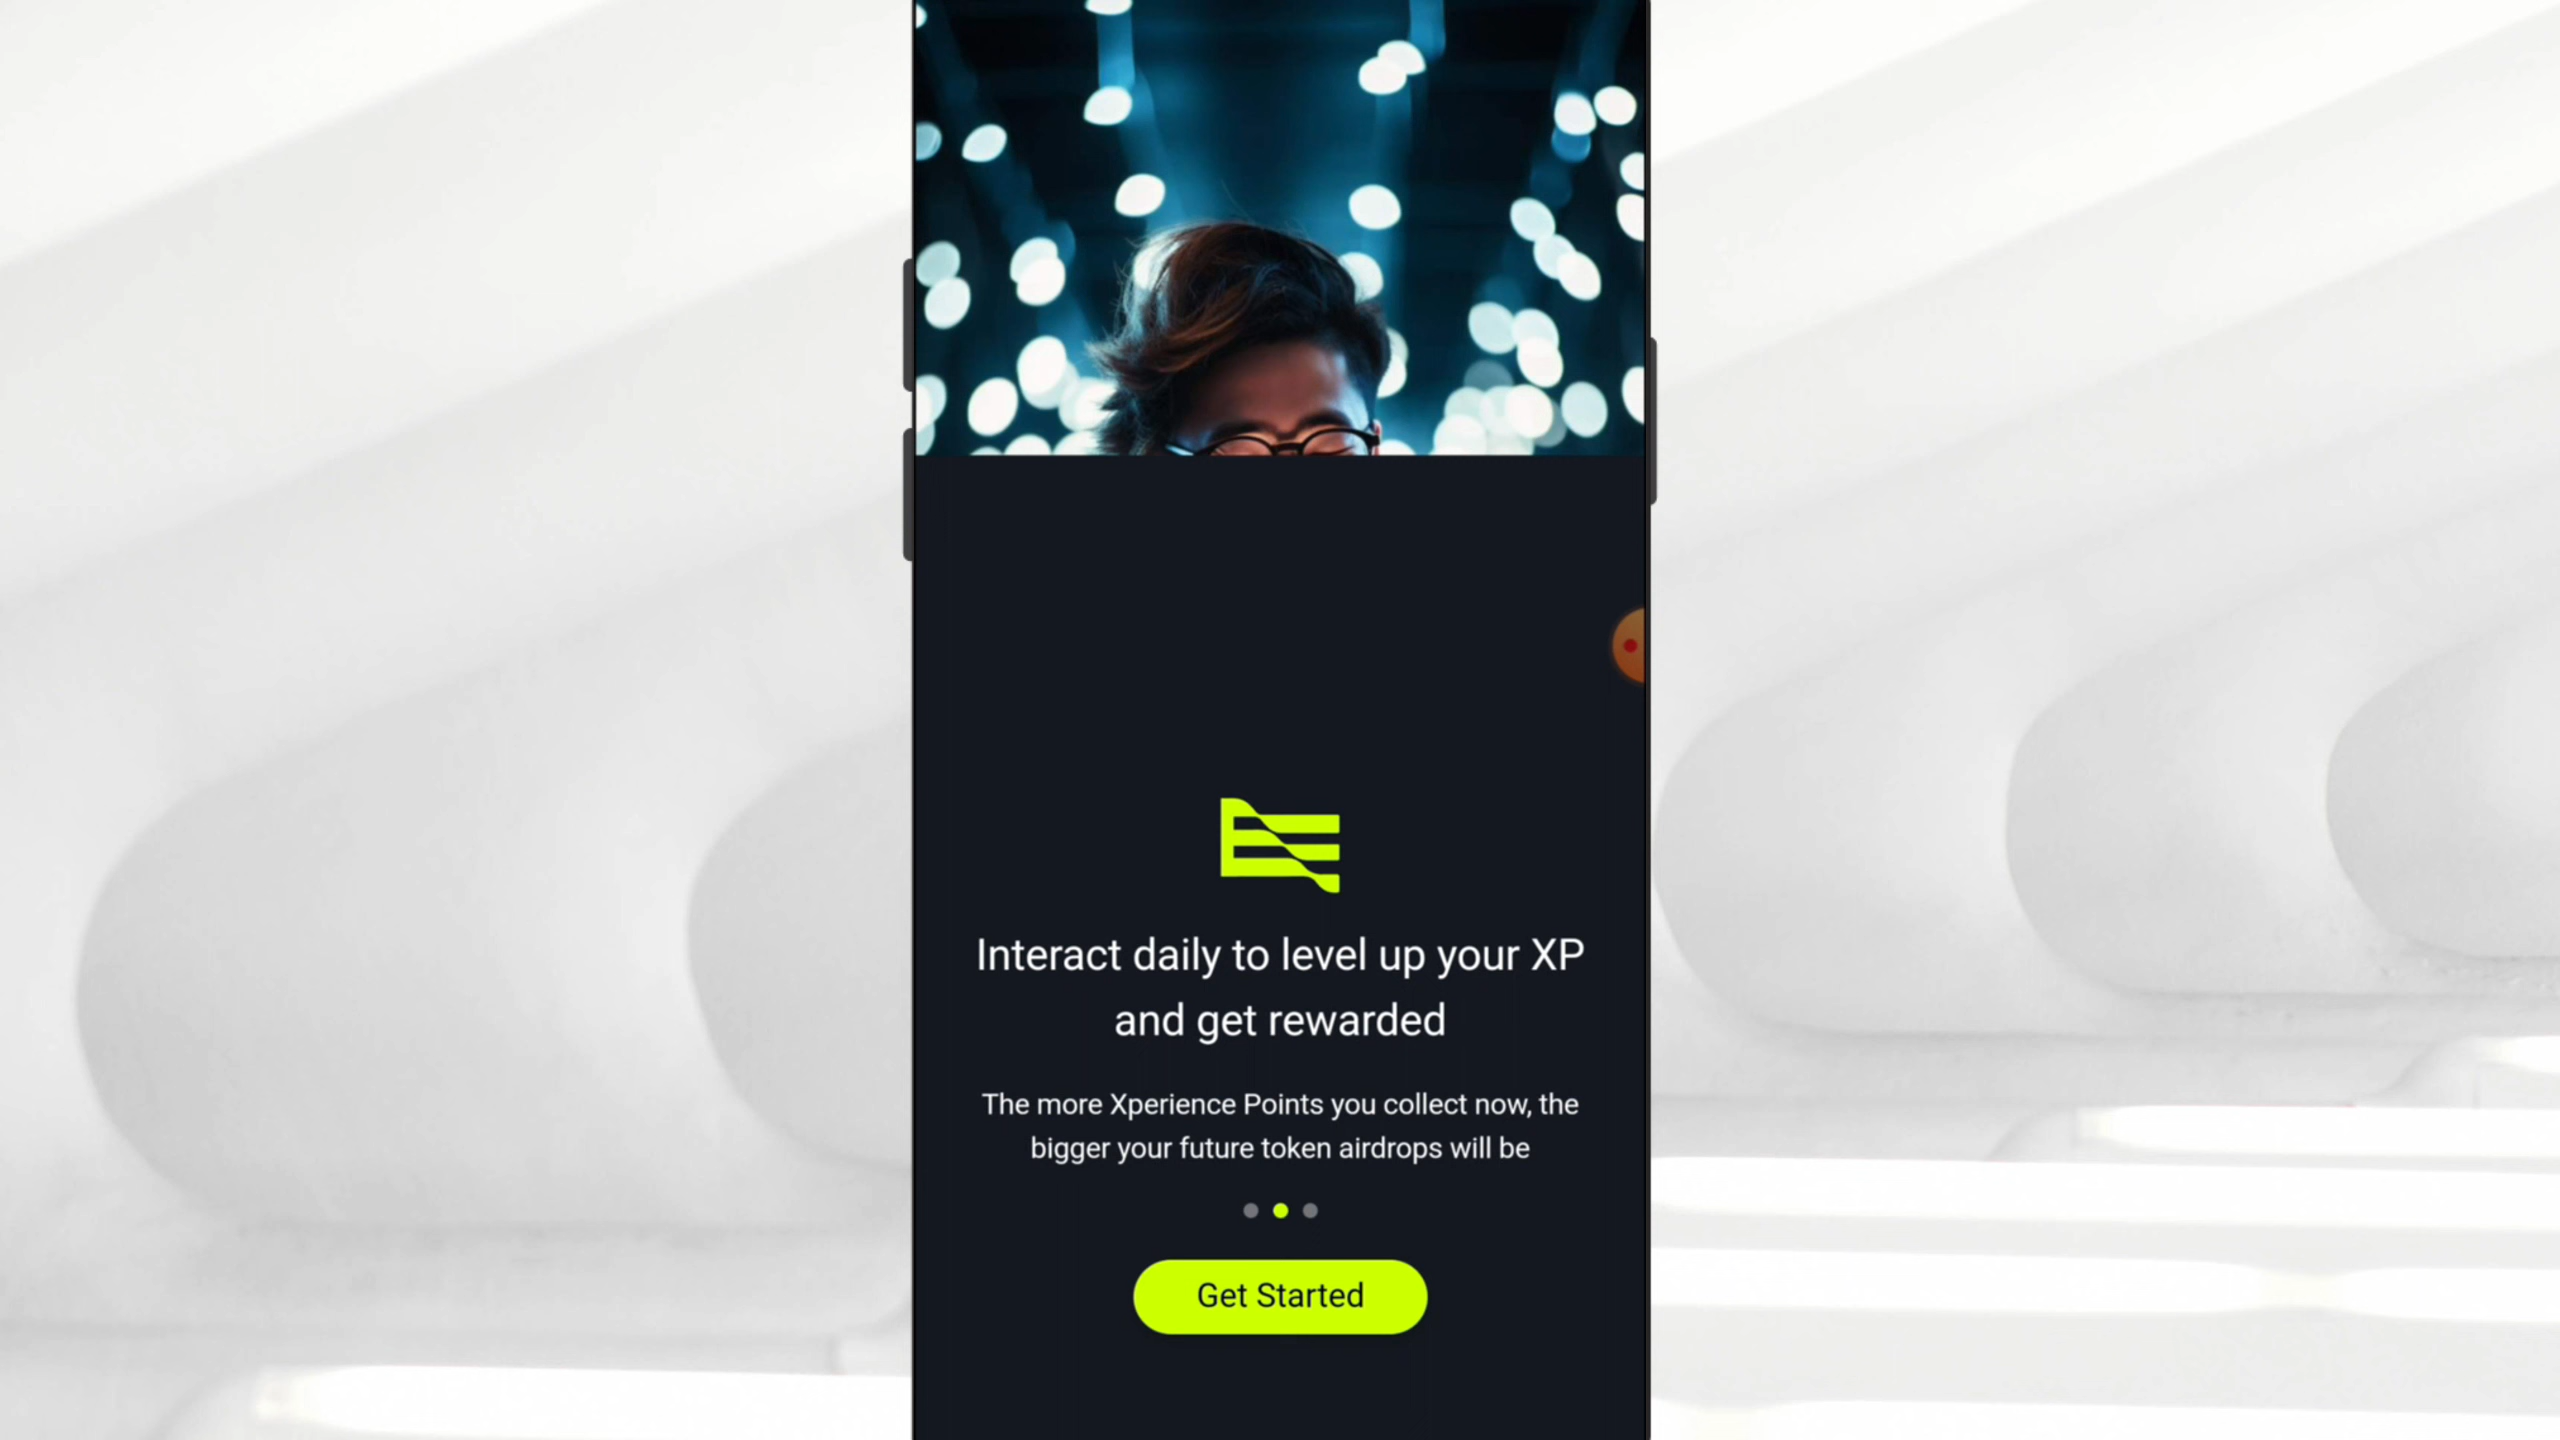 Interact daily to level up your XP
and get rewarded
The more Xperience Points you collect now, the
bigger your future token airdrops will be
Get Started